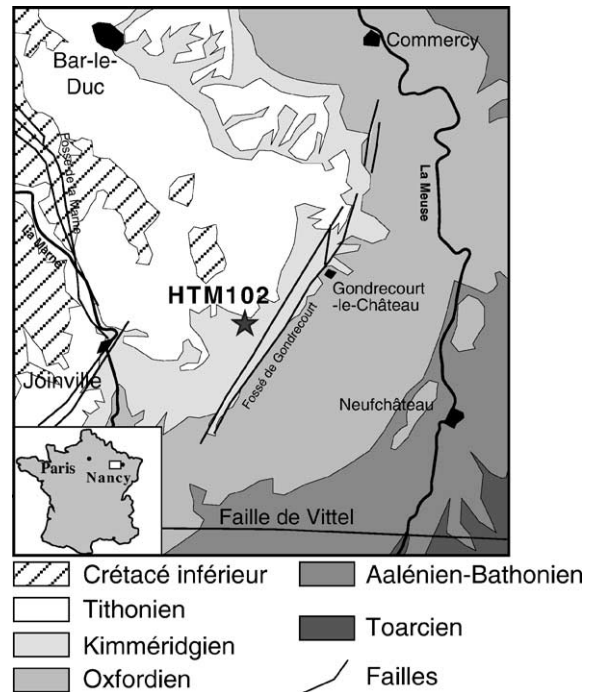 Bar-le-
Duc
Commercy
Fossé de la Marne
La Marne
La Meuse
HTM102
Gondrecourt
-le-Château
Fossé de Gondrecourt
Joinville
Neufchâteau
Paris
Nancy
Faille de Vittel
Crétacé inférieur
Tithonien
Kimméridgien
Oxfordien
Aalénien-Bathonien
Toarcien
Failles